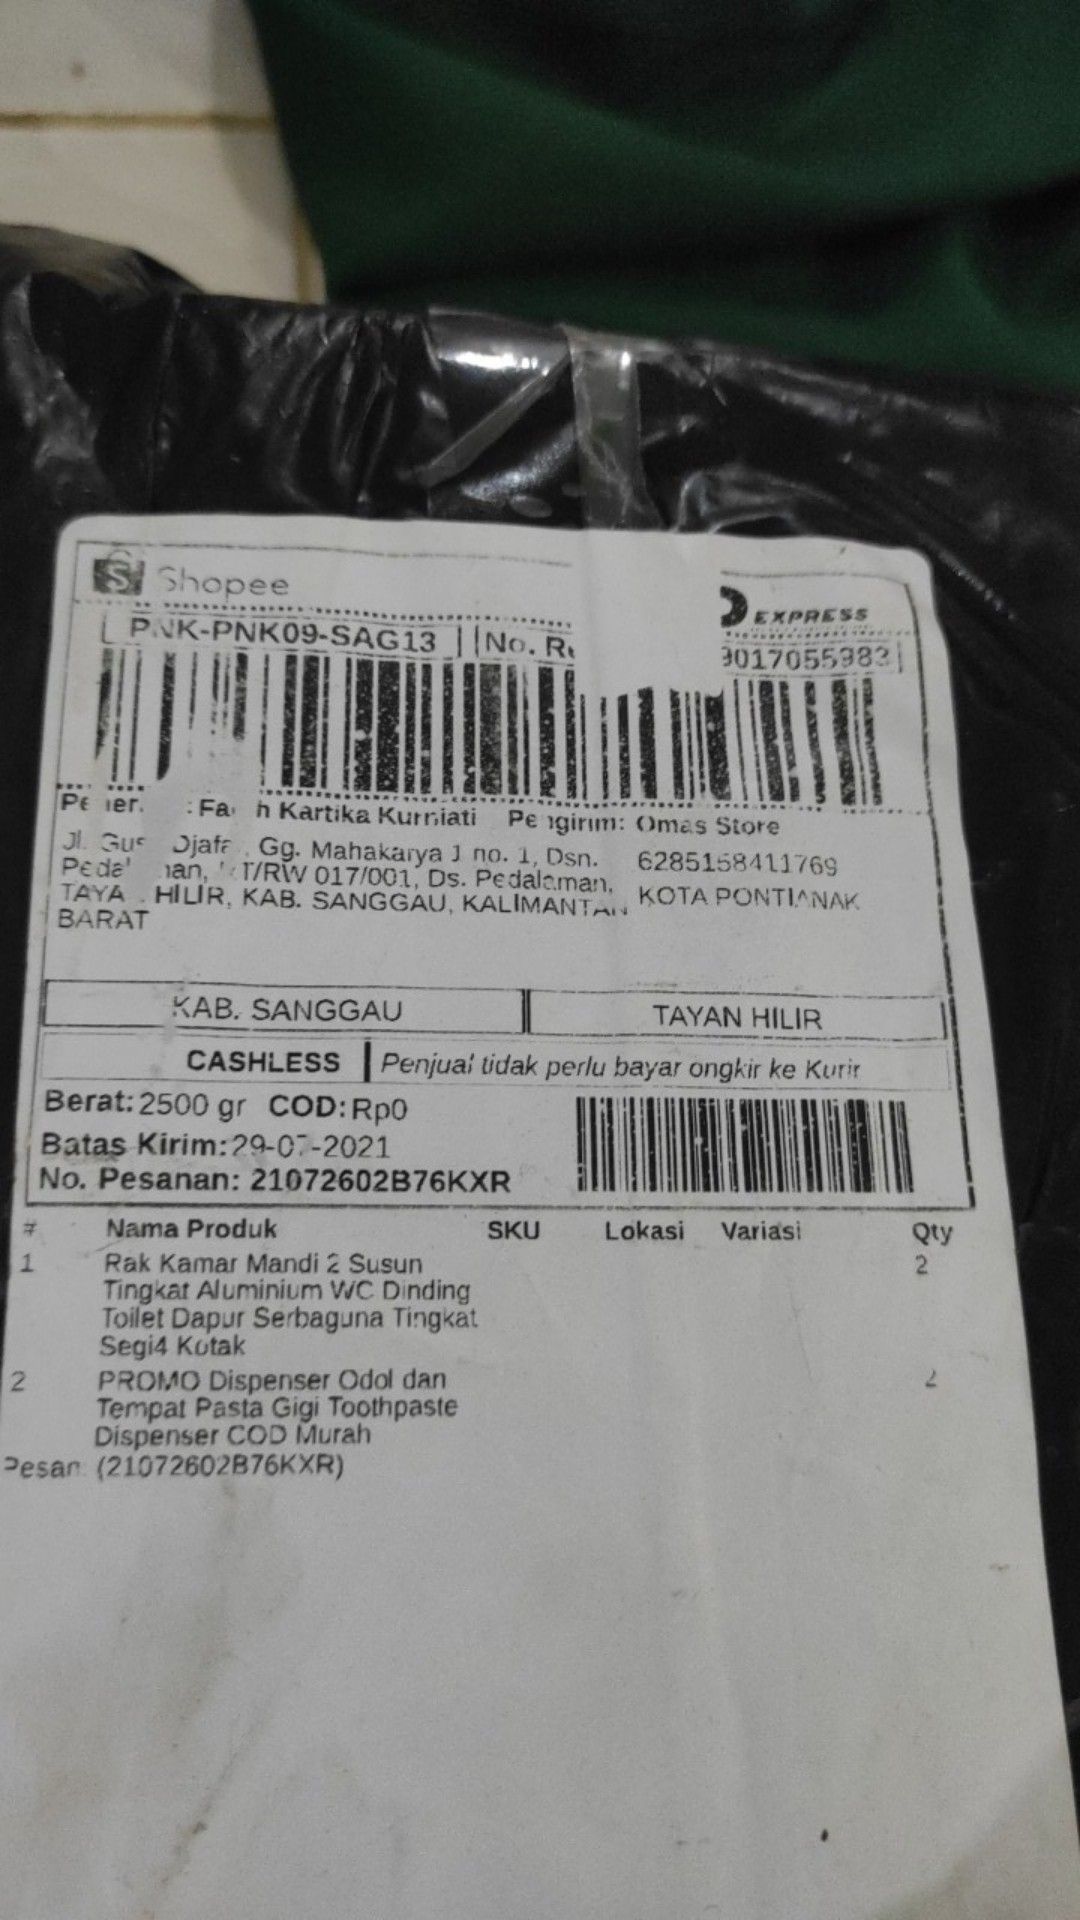 Shopee
EXPRESS
PNK-PNK09-SAG13 No.
9017055983
: Kartika Kurniati Pengirim: Omas Store
Jl. Gg. Mahakarya 1 no. 1, Dsn. 6285158411769
017/001, Ds. Pedalaman,
HILIR, KAB. SANGGAU, KALIMANTAN KOTA PONTIANAK
BARAT
KAB. SANGGAU TAYAN HILIR
CASHLESS Penjual tidak perlu bayar ongkir ke Kurir
Berat: 2500 gr COD: Rp0
Batas Kirim: 29-07-2021
No. Pesanan: 21072602B76KXR
# Nama Produk SKU Lokasi Variasi Qty
1 Rak Kamar Mandi 2 Susun 2
Tingkat Aluminium WC Dinding
Toilet Dapur Serbaguna Tingkat
Segi4 Kotak
2 PROMO Dispenser Odol dan 2
Tempat Pasta Gigi Toothpaste
Dispenser COD Murah
Pesan: (21072602B76KXR)